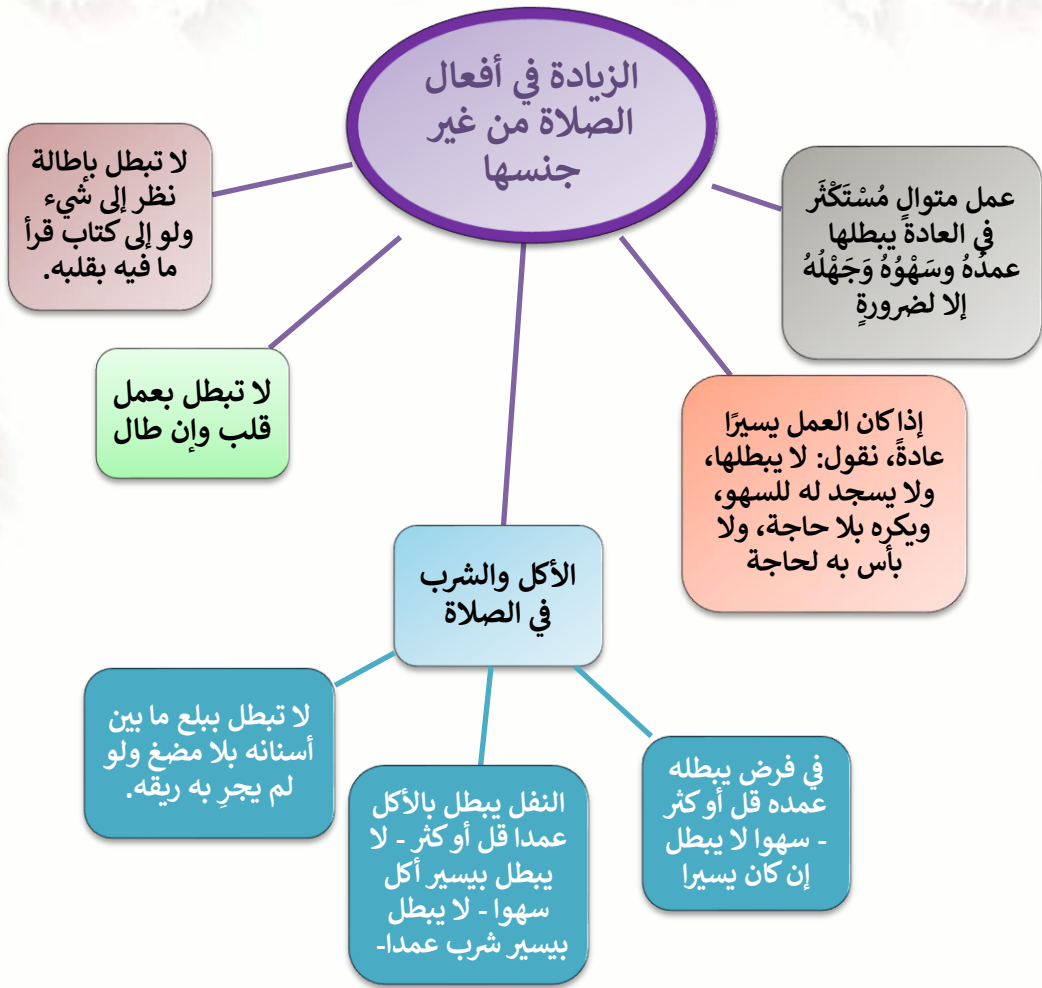 الزيادة في أفعال
الصلاة من غير
جنسها
عمل متوالٍ مُسْتَكْثَر
في العادةً يبطلها
عمدُهُ وسَهْوُهُ وَجَهْلُهُ
إلا لضرورةٍ
إذا كان العمل يسيرًا
عادةً، نقول: لا يبطلها،
ولا يسجد له للسهو،
ويكره بلا حاجة، ولا
بأس به لحاجة
الأكل والشرب
في الصلاة
في فرض يبطله
عمده قل أو كثر
- سهوا لا يبطل
إن كان يسيرا
النفل يبطل بالأكل
عمدا قل أو كثر - لا
يبطل بيسير أكل
سهوا - لا يبطل
بيسير شرب عمدا-
لا تبطل ببلع ما بين
أسنانه بلا مضغ ولو
لم يجرِ به ريقه.
لا تبطل بعمل
قلب وإن طال
لا تبطل بإطالة
نظر إلى شيء
ولو إلى كتاب قرأ
ما فيه بقلبه.